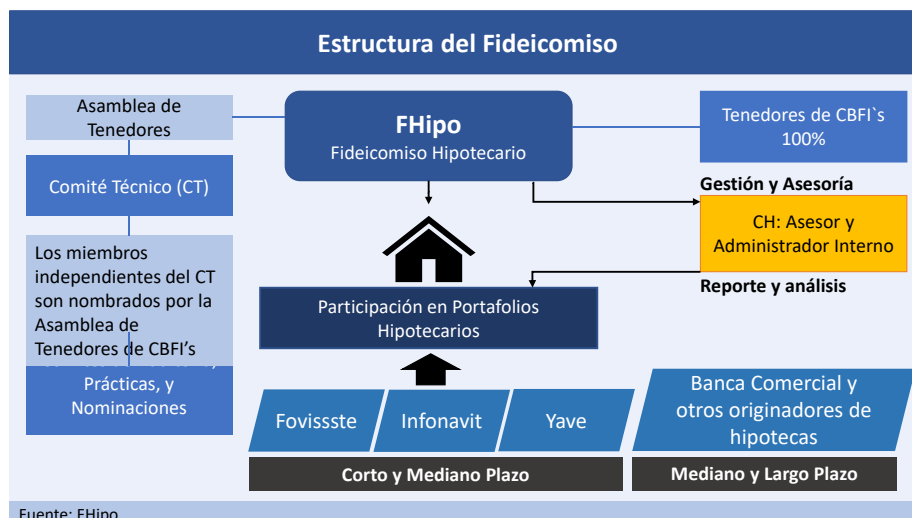 Estructura del Fideicomiso
Asamblea de
Tenedores
FHipo
Fideicomiso Hipotecario
Tenedores de CBFI`s
100%
Comité Técnico (CT)
Gestión y Asesoría
CH: Asesor y
Administrador Interno
Reporte y análisis
Los miembros
independientes del CT
son nombrados por la
Asamblea de
Tenedores de CBFI’s
Prácticas, y
Nominaciones
Participación en Portafolios
Hipotecarios
Fovissste
Infonavit
Yave
Banca Comercial y
otros originadores de
hipotecas
Corto y Mediano Plazo
Mediano y Largo Plazo
Fuente: FHipo